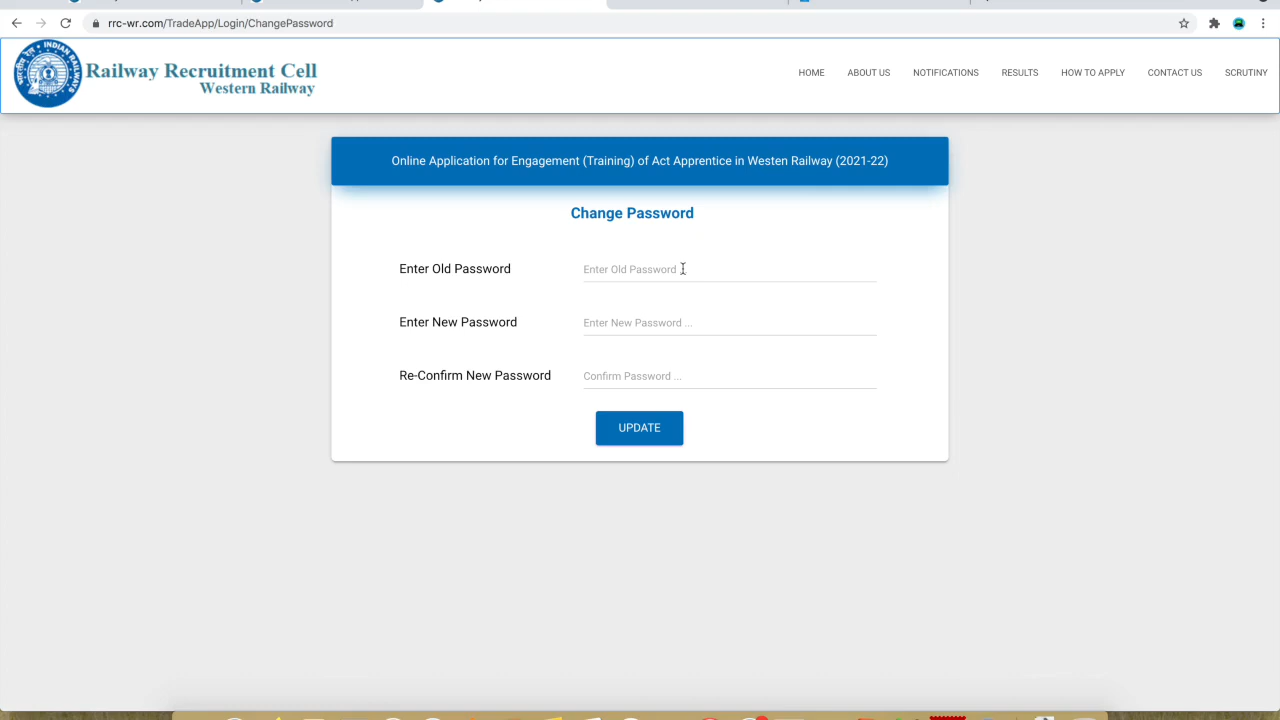 rrc-wr.com/TradeApp/Login/ChangePassword
Railway Recruitment Cell
Western Railway
HOME ABOUT US NOTIFICATIONS RESULTS HOW TO APPLY CONTACT US SCRUTINY
Online Application for Engagement (Training) of Act Apprentice in Westen Railway (2021-22)
Change Password
Enter Old Password Enter Old Password
Enter New Password Enter New Password ...
Re-Confirm New Password Confirm Password ...
UPDATE